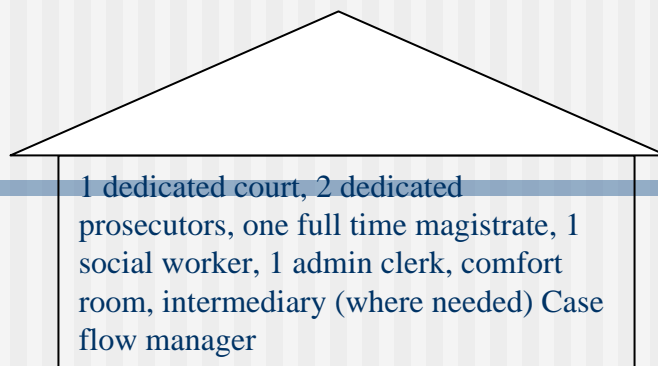 1 dedicated court, 2 dedicated
prosecutors, one full time magistrate, 1
social worker, 1 admin clerk, comfort
room, intermediary (where needed) Case
flow manager